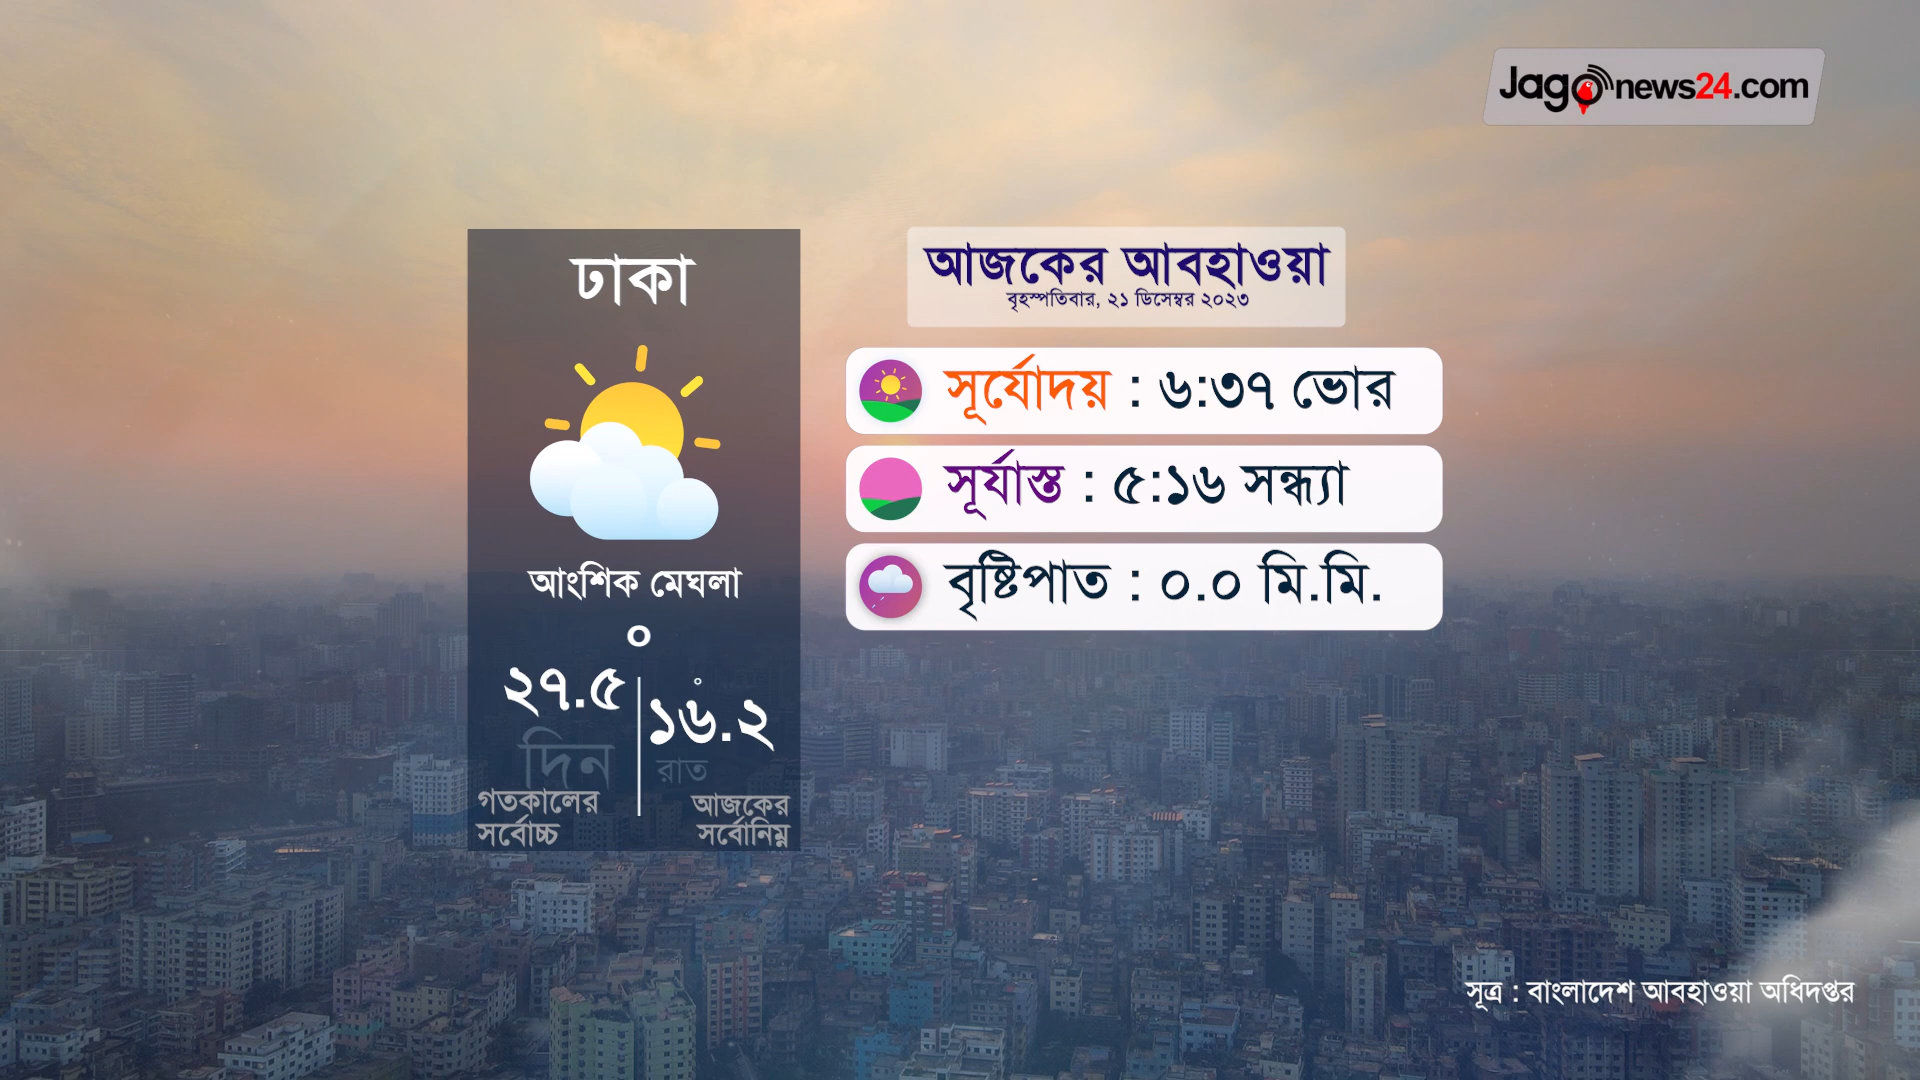 Jagonews24.com
ঢাকা
আংশিক মেঘলা
২৭.৫°
১৬.২°
দিন
রাত
গতকালের
সর্বোচ্চ
আজকের
সর্বোনিম্ন
আজকের আবহাওয়া
বৃহস্পতিবার, ২১ ডিসেম্বর ২০২৩
সূর্যোদয় : ৬:৩৭ ভোর
সূর্যাস্ত : ৫:১৬ সন্ধ্যা
বৃষ্টিপাত : ০.০ মি.মি.
সূত্র : বাংলাদেশ আবহাওয়া অধিদপ্তর